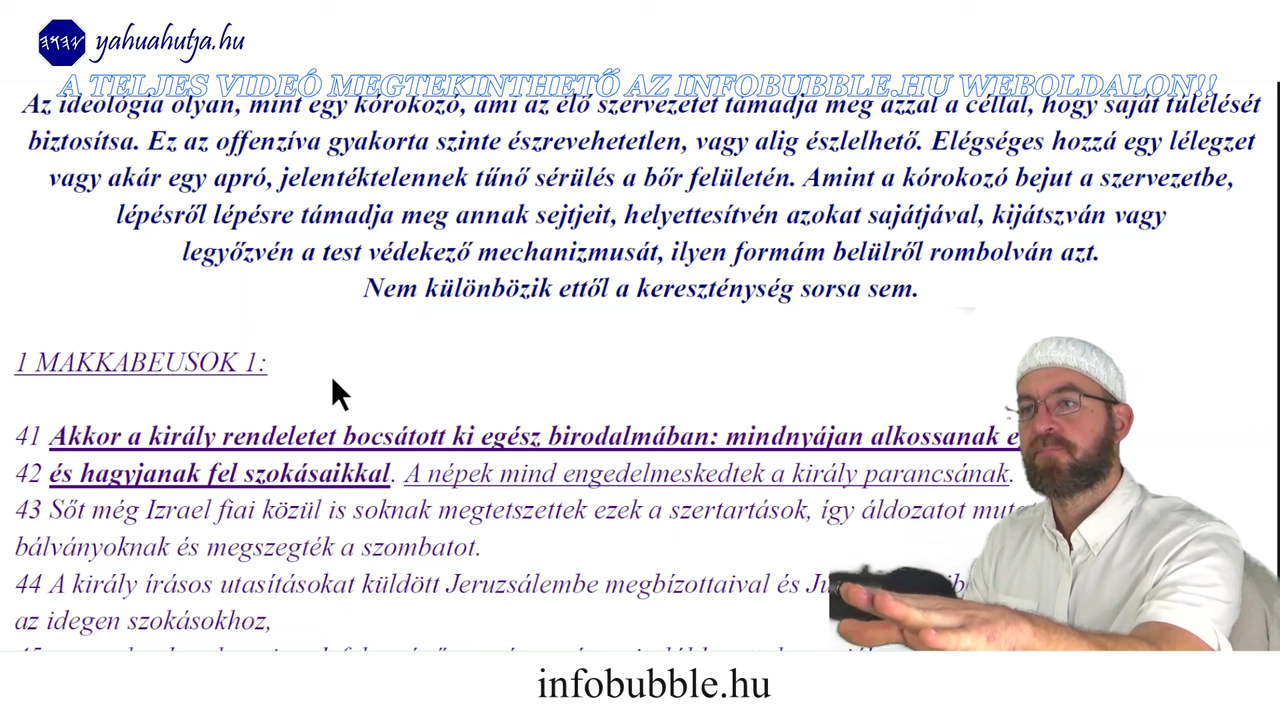 yahuahutja.hu
A TELJES VIDEÓ MEGTEKINTHETŐ AZ INFOBUBBLE.HU WEBOLDALON!!
Az ideológia olyan, mint egy kórokozó, ami az élő szervezetet támadja meg azzal a céllal, hogy saját túlélését
biztosítsa. Ez az offenzíva gyakorta szinte észrevehetetlen, vagy alig észlelhető. Elégséges hozzá egy lélegzet
vagy akár egy apró, jelentéktelennek tűnő sérülés a bőr felületén. Amint a kórokozó bejut a szervezetbe,
lépésről lépésre támadja meg annak sejtjeit, helyettesítvén azokat sajátjával, kijátszván vagy
legyőzvén a test védekező mechanizmusát, ilyen formám belülről rombolván azt.
Nem különbözik ettől a kereszténység sorsa sem.
1 MAKKABEUSOK 1:
41 Akkor a király rendeletet bocsátott ki egész birodalmában: mindnyájan alkossanak
42 és hagyjanak fel szokásaikkal. A népek mind engedelmeskedtek a király parancsának.
43 Sőt még Izrael fiai közül is soknak megtetszettek ezek a szertartások, így áldozatot
bálványoknak és megszegték a szombatot.
44 A király írásos utasításokat küldött Jeruzsálembe megbízottaival és
az idegen szokásokhoz,
infobubble.hu